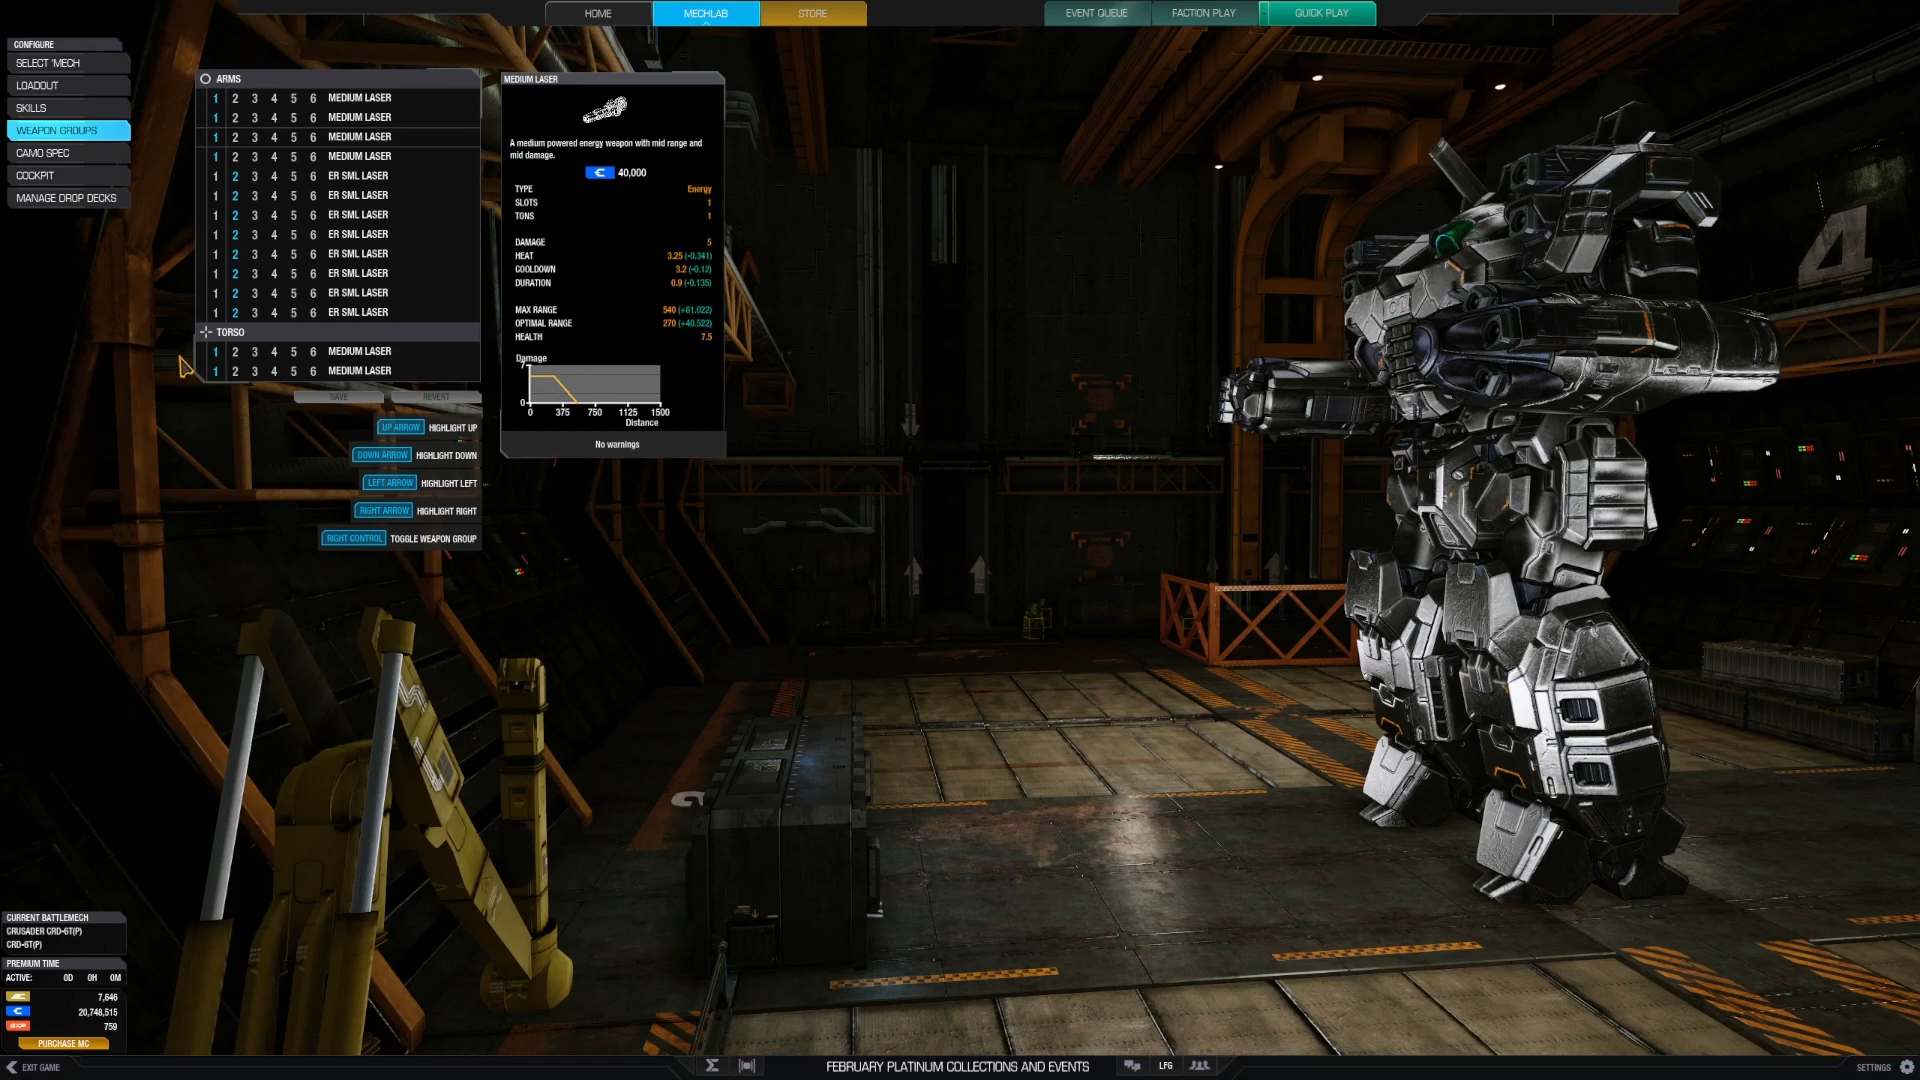 HOME
MECHLAB
STORE
EVENT QUEUE
FACTION PLAY
QUICK PLAY
CONFIGURE
SELECT 'MECH
LOADOUT
SKILLS
WEAPON GROUPS
CAMO SPEC
COCKPIT
MANAGE DROP DECKS
ARMS
1 2 3 4 5 6 MEDIUM LASER
1 2 3 4 5 6 MEDIUM LASER
1 2 3 4 5 6 MEDIUM LASER
1 2 3 4 5 6 MEDIUM LASER
1 2 3 4 5 6 ER SML LASER
1 2 3 4 5 6 ER SML LASER
1 2 3 4 5 6 ER SML LASER
1 2 3 4 5 6 ER SML LASER
1 2 3 4 5 6 ER SML LASER
1 2 3 4 5 6 ER SML LASER
1 2 3 4 5 6 ER SML LASER
1 2 3 4 5 6 ER SML LASER
TORSO
1 2 3 4 5 6 MEDIUM LASER
1 2 3 4 5 6 MEDIUM LASER
SAVE
REVERT
UP ARROW HIGHLIGHT UP
DOWN ARROW HIGHLIGHT DOWN
LEFT ARROW HIGHLIGHT LEFT
RIGHT ARROW HIGHLIGHT RIGHT
RIGHT CONTROL TOGGLE WEAPON GROUP
MEDIUM LASER
A medium powered energy weapon with mid range and
mid damage.
40,000
TYPE Energy
SLOTS 1
TONS 1
DAMAGE 5
HEAT 3.25 (-0.341)
COOLDOWN 3.2 (-0.12)
DURATION 0.9 (-0.135)
MAX RANGE 540 (+81.022)
OPTIMAL RANGE 270 (+40.522)
HEALTH 7.5
Damage
7
0
0 375 750 1125 1500
Distance
No warnings
4
CURRENT BATTLEMECH
CRUSADER CRD-6T(P)
CRD-6T(P)
PREMIUM TIME
ACTIVE: 0D 0H 0M
7,646
20,748,515
759
PURCHASE MC
EXIT GAME
FEBRUARY PLATINUM COLLECTIONS AND EVENTS
LFG
SETTINGS